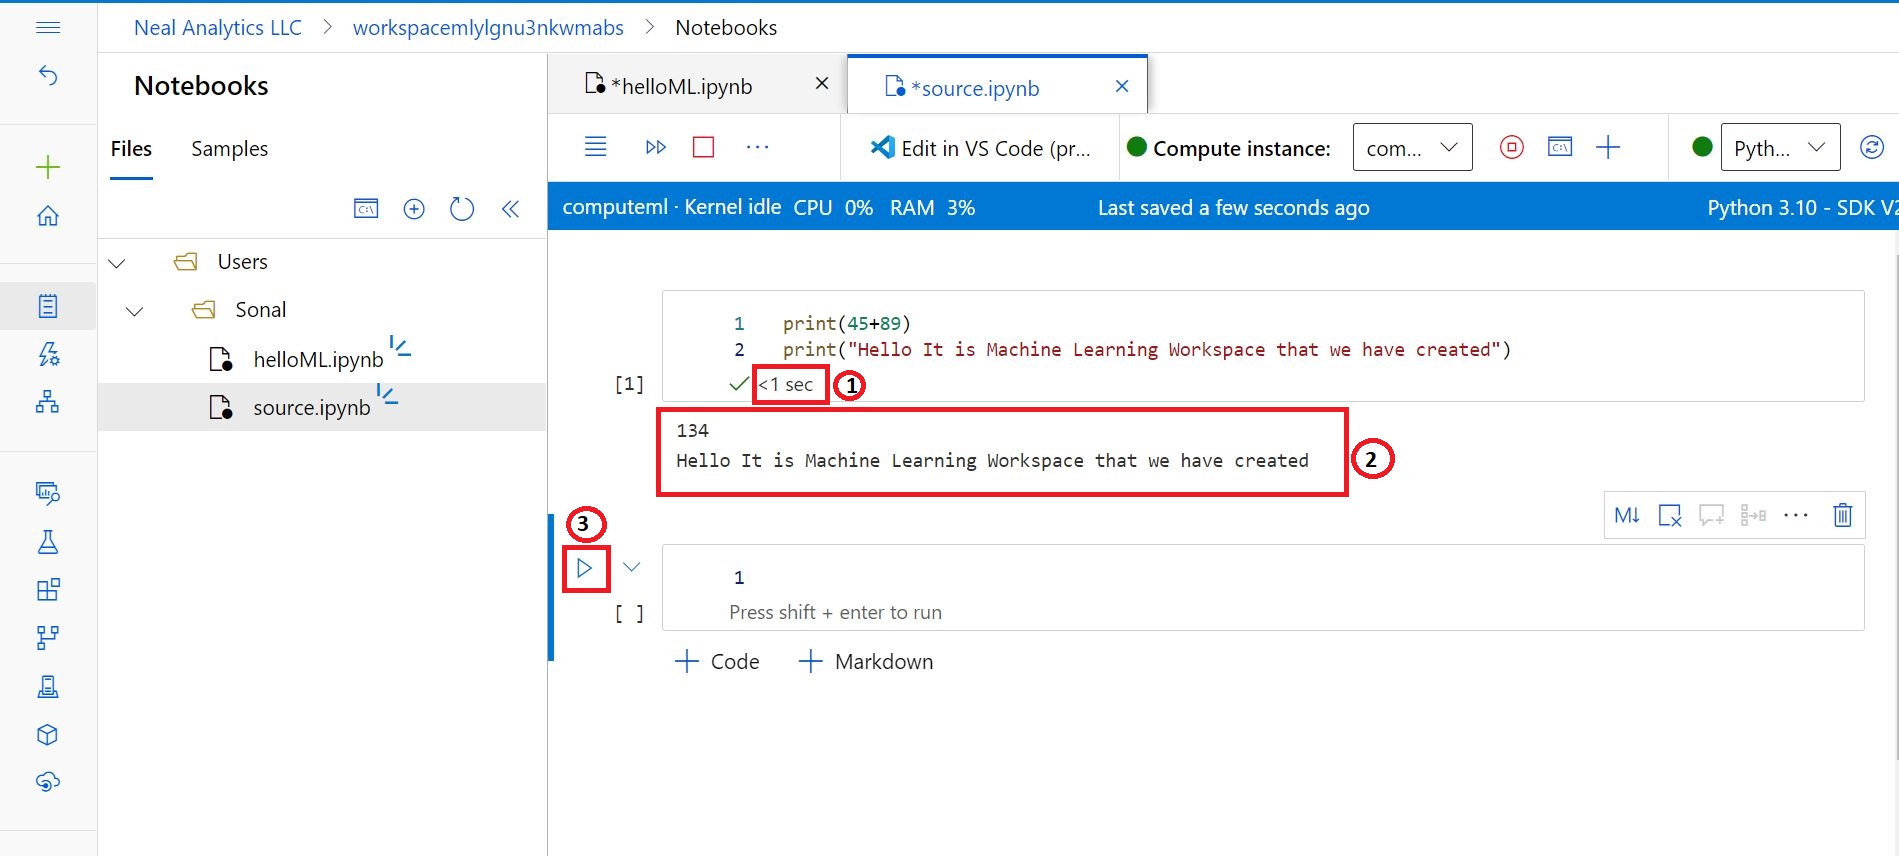 Neal Analytics LLC > workspacemlylgnu3nkwmabs > Notebooks
Notebooks
Files Samples
Users
Sonal
helloML.ipynb
source.ipynb
*helloML.ipynb
*source.ipynb
Edit in VS Code (pr...
Compute instance:
com...
Pyth...
computeml · Kernel idle CPU 0% RAM 3%
Last saved a few seconds ago
Python 3.10 - SDK V2
1 print(45+89)
2 print("Hello It is Machine Learning Workspace that we have created")
[1]
<1 sec
1
134
Hello It is Machine Learning Workspace that we have created
2
3
M↓
1
[ ]
Press shift + enter to run
+ Code + Markdown